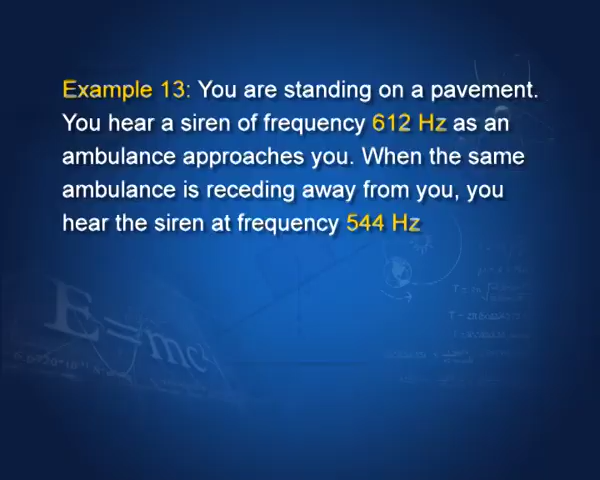 Example 13: You are standing on a pavement.
You hear a siren of frequency 612 Hz as an
ambulance approaches you. When the same
ambulance is receding away from you, you
hear the siren at frequency 544 Hz
E=mc²